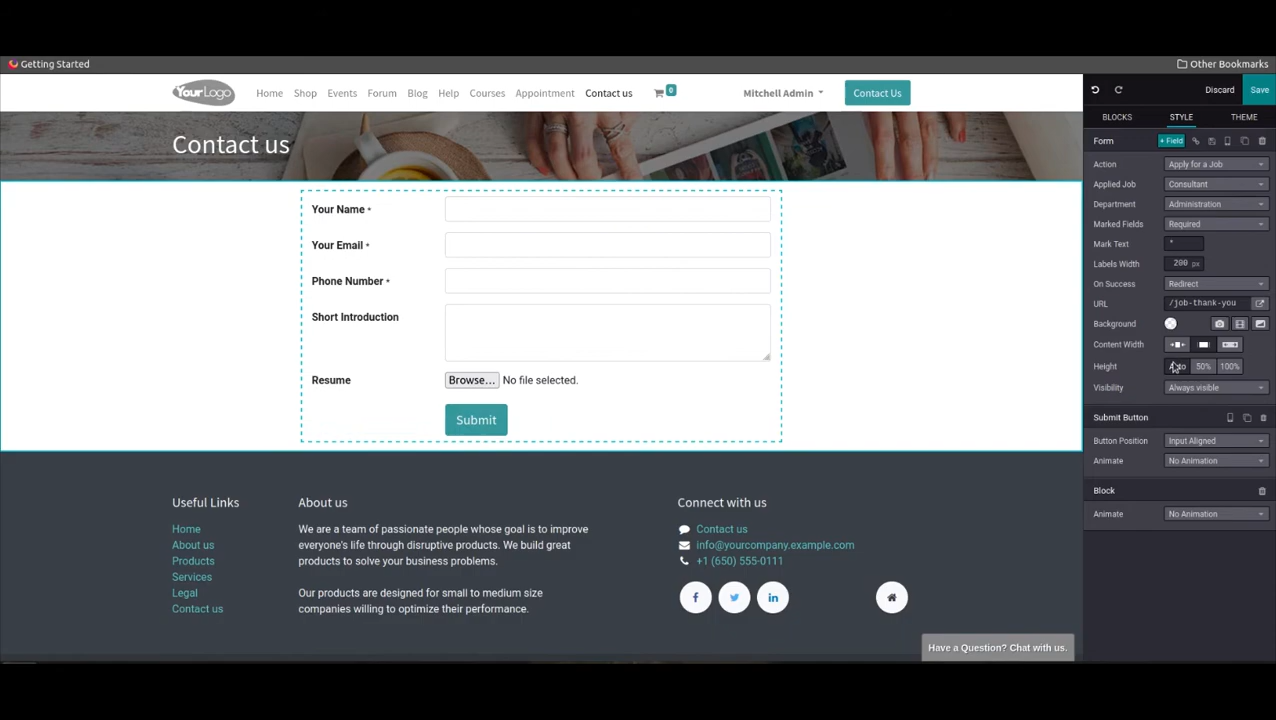 Getting Started
Other Bookmarks
YourLogo
Home Shop Events Forum Blog Help Courses Appointment Contact us 0 Mitchell Admin Contact Us
Discard Save
BLOCKS STYLE THEME
Contact us
Form + Field
Action Apply for a Job
Applied Job Consultant
Department Administration
Marked Fields Required
Mark Text *
Labels Width 200 px
On Success Redirect
URL /job-thank-you
Background
Content Width
Height Auto 50% 100%
Visibility Always visible
Submit Button
Button Position Input Aligned
Animate No Animation
Block
Animate No Animation
Your Name *
Your Email *
Phone Number *
Short Introduction
Resume Browse... No file selected.
Submit
Useful Links
Home
About us
Products
Services
Legal
Contact us
About us
We are a team of passionate people whose goal is to improve
everyone's life through disruptive products. We build great
products to solve your business problems.
Our products are designed for small to medium size
companies willing to optimize their performance.
Connect with us
Contact us
info@yourcompany.example.com
+1 (650) 555-0111
Have a Question? Chat with us.